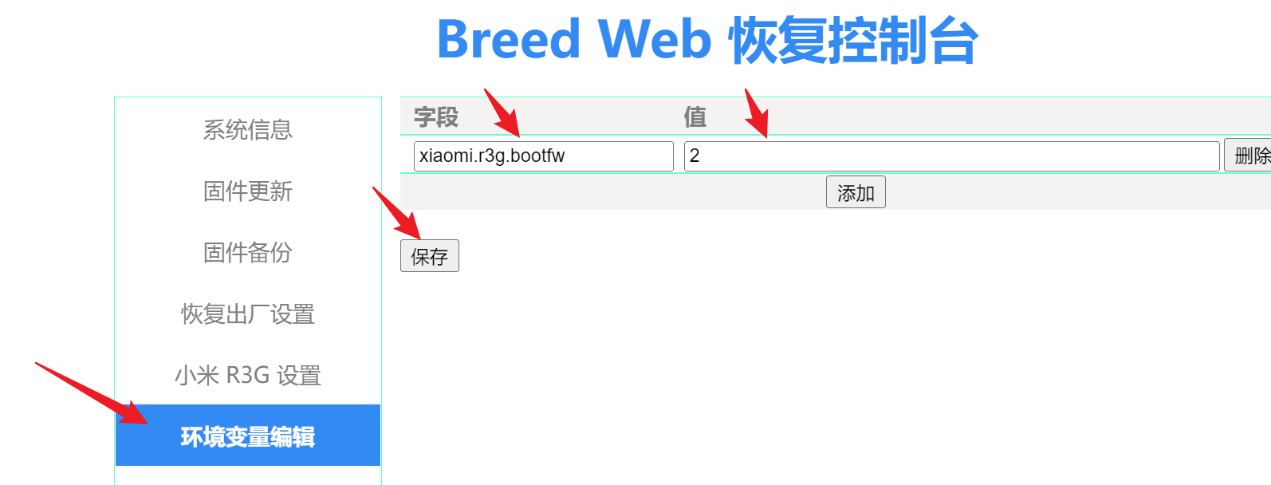 Breed Web 恢复控制台
系统信息
固件更新
固件备份
恢复出厂设置
小米 R3G 设置
环境变量编辑
字段 值
xiaomi.r3g.bootfw 2 删除
添加
保存